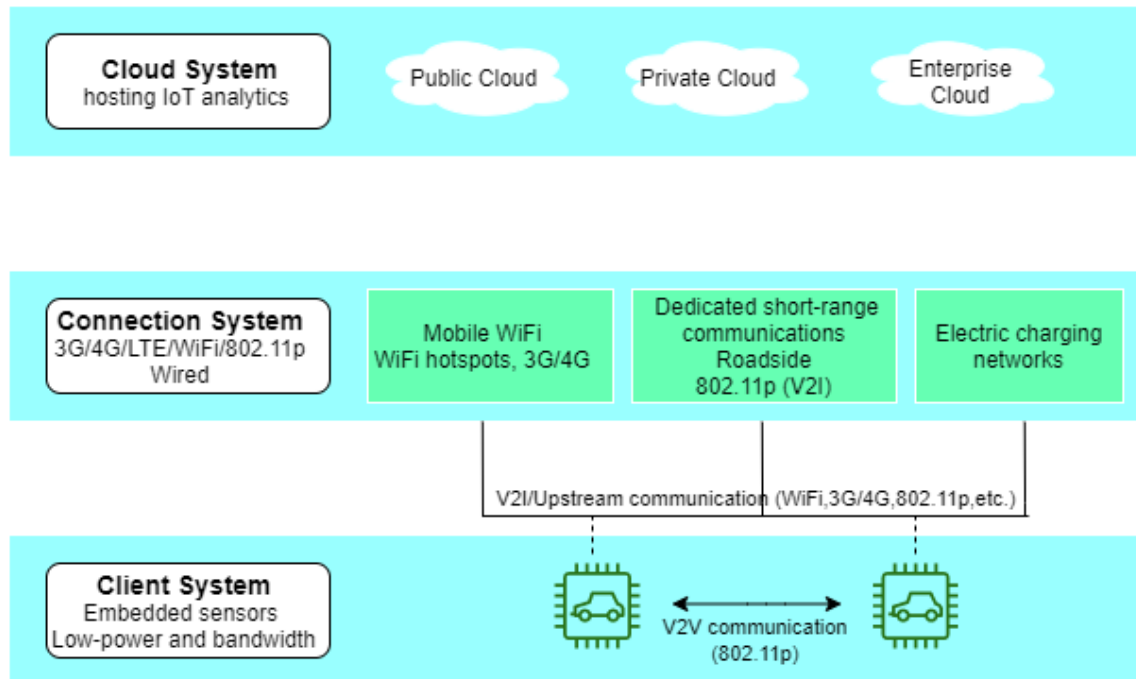 Cloud System
hosting IoT analytics
Public Cloud
Private Cloud
Enterprise
Cloud
Connection System
3G/4G/LTE/WiFi/802.11p
Wired
Mobile WiFi
WiFi hotspots, 3G/4G
Dedicated short-range
communications
Roadside
802.11p (V2I)
Electric charging
networks
V2I/Upstream communication (WiFi,3G/4G,802.11p,etc.)
Client System
Embedded sensors
Low-power and bandwidth
V2V communication
(802.11p)